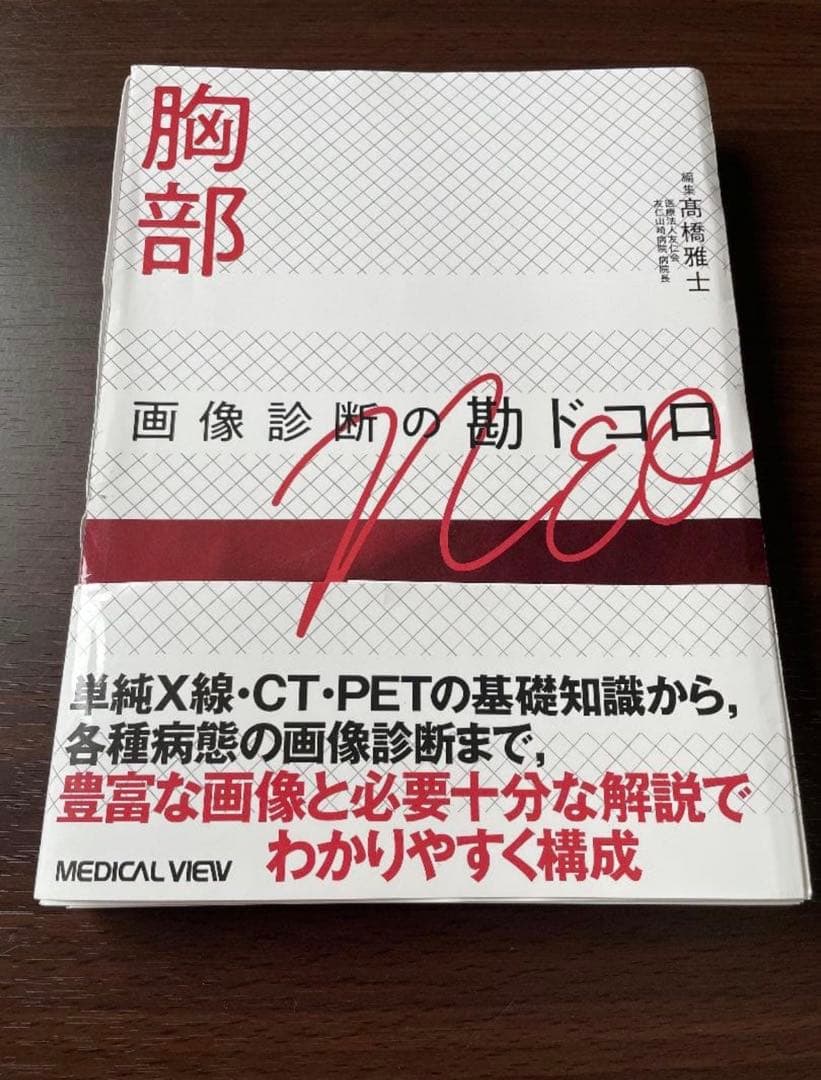 胸部
編集
髙橋雅士
医療法人友仁会
友仁山崎病院 病院長
画像診断の勘ドコロ
neo
単純X線・CT・PETの基礎知識から,
各種病態の画像診断まで,
豊富な画像と必要十分な解説で
わかりやすく構成
MEDICAL VIEW